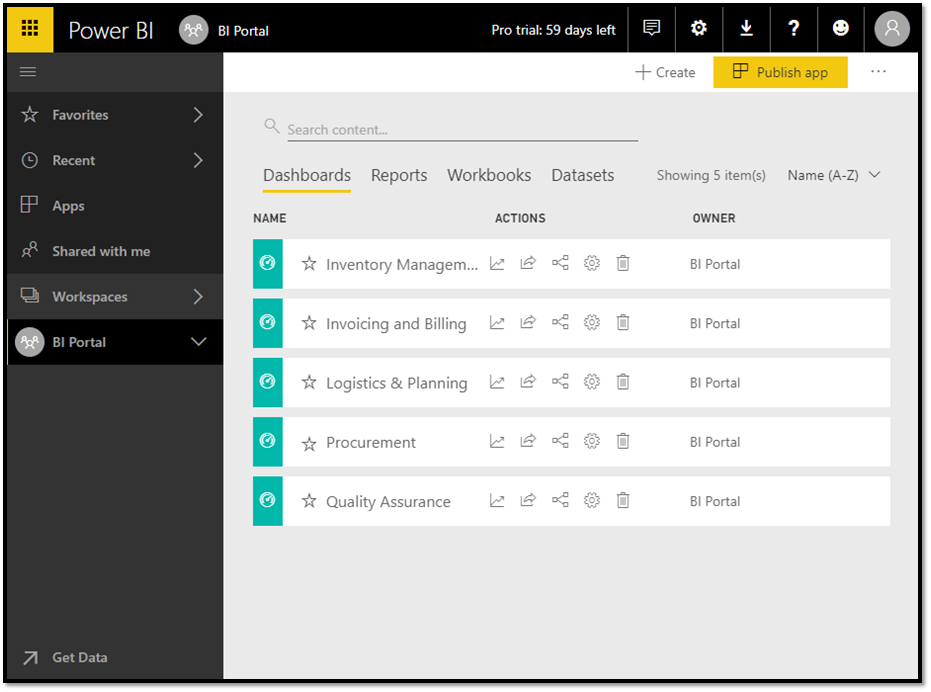 Power BI BI Portal Pro trial: 59 days left ?
Create Publish app ...
Favorites
Recent
Apps
Shared with me
Workspaces
BI Portal
Get Data
Search content...
Dashboards Reports Workbooks Datasets Showing 5 item(s) Name (A-Z)
NAME ACTIONS OWNER
Inventory Managem... BI Portal
Invoicing and Billing BI Portal
Logistics & Planning BI Portal
Procurement BI Portal
Quality Assurance BI Portal